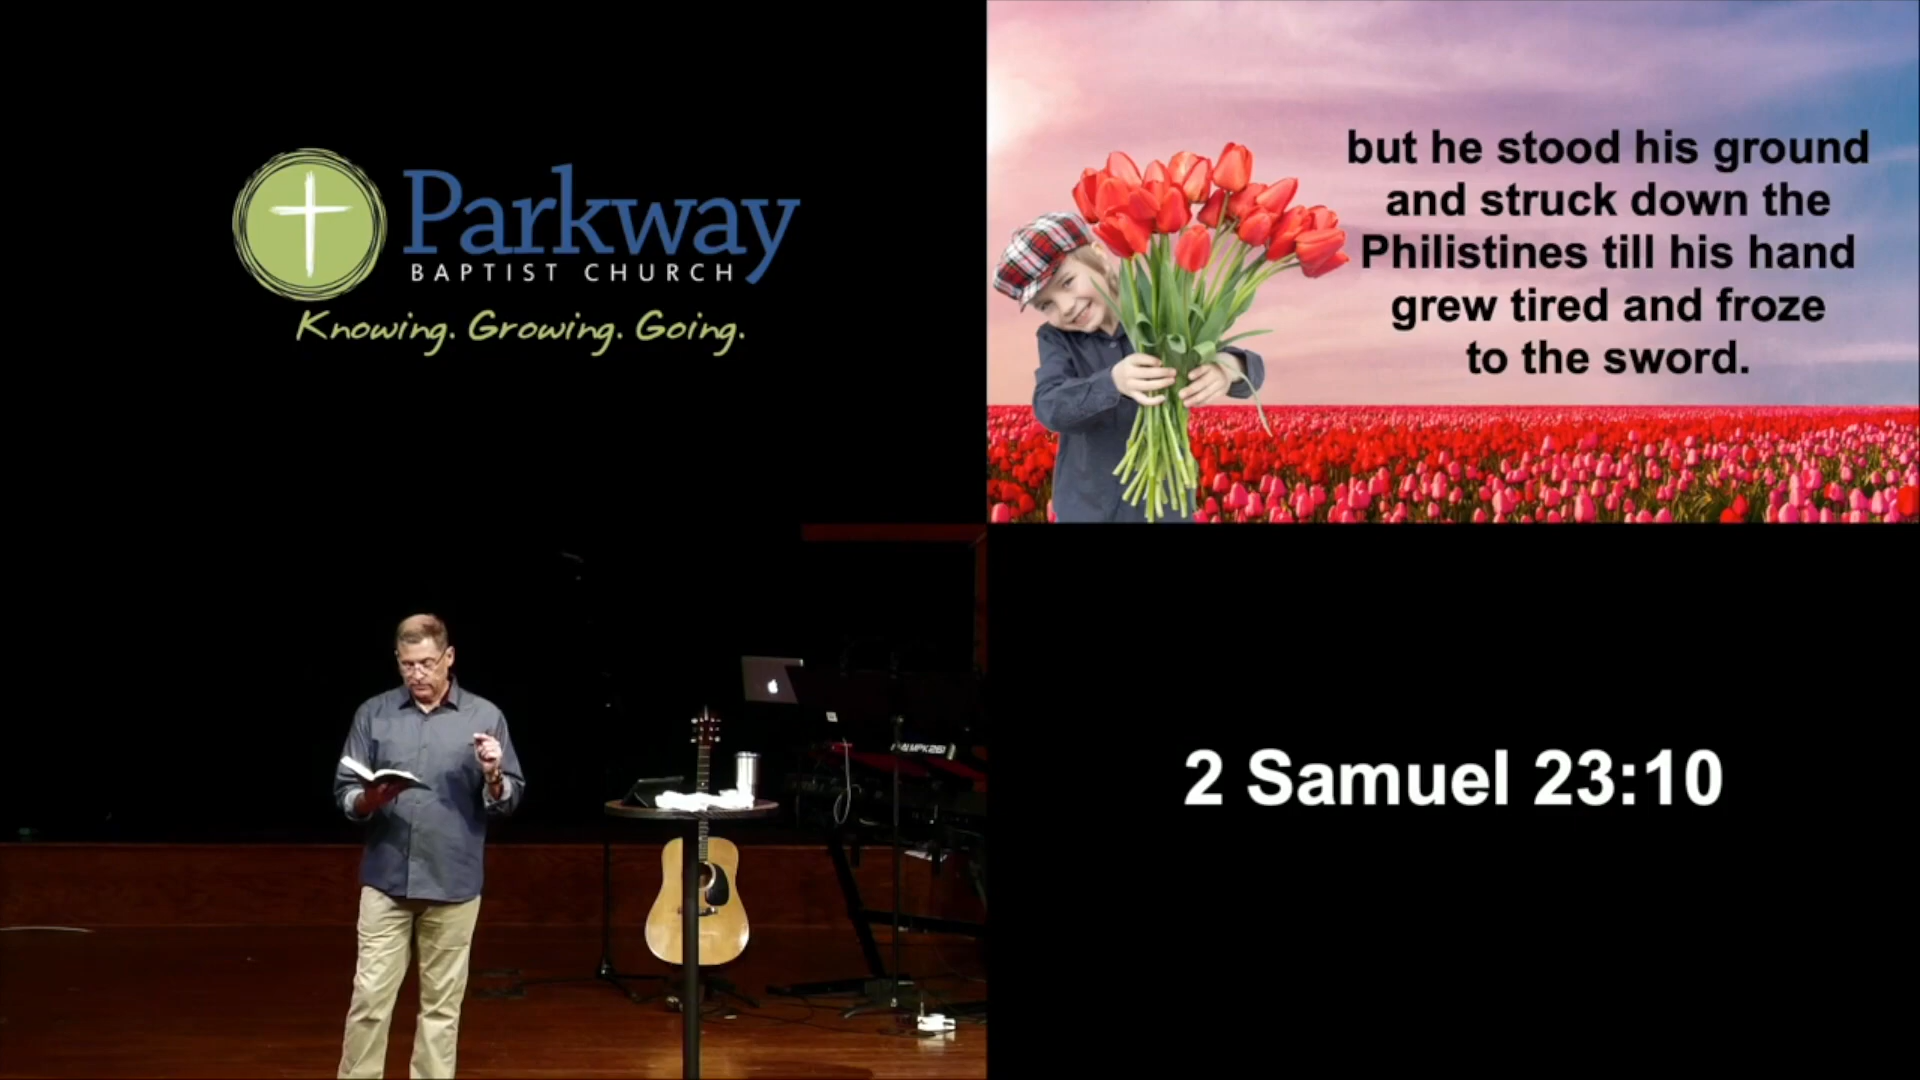 Parkway
BAPTIST CHURCH
Knowing. Growing. Going.
but he stood his ground
and struck down the
Philistines till his hand
grew tired and froze
to the sword.
2 Samuel 23:10